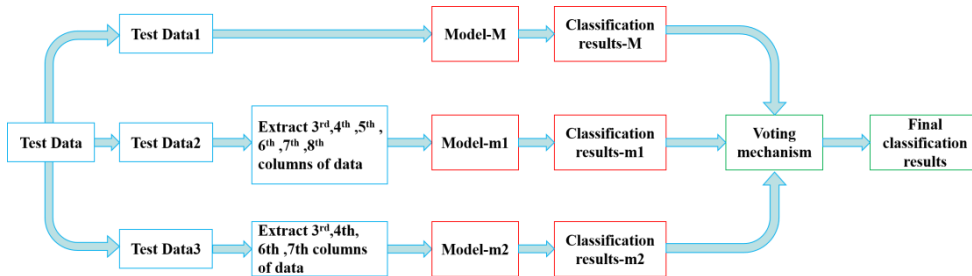 Test Data1
Model-M
Classification
results-M
Test Data
Test Data2
Extract 3rd,4th ,5th ,
6th ,7th ,8th
columns of data
Model-m1
Classification
results-m1
Voting
mechanism
Final
classification
results
Test Data3
Extract 3rd,4th,
6th ,7th columns
of data
Model-m2
Classification
results-m2